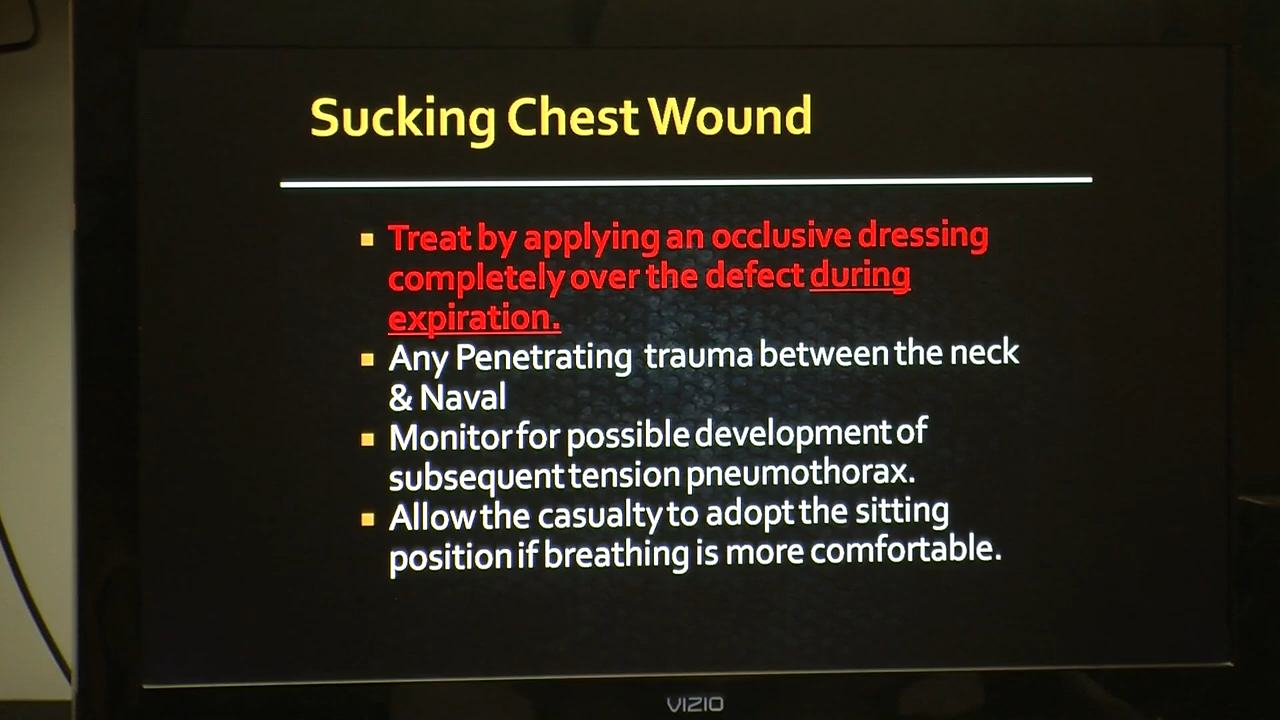 Sucking Chest Wound
Treat by applying an occlusive dressing
completely over the defect during
expiration.
Any Penetrating trauma between the neck
& Naval
Monitor for possible development of
subsequent tension pneumothorax.
Allow the casualty to adopt the sitting
position if breathing is more comfortable.
VIZIO